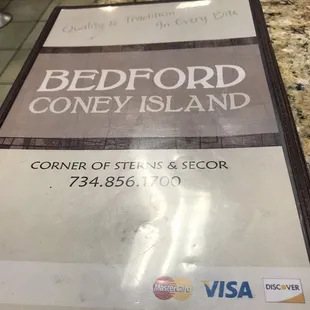 Quality & Tradition
In Every Bite
BEDFORD
CONEY ISLAND
CORNER OF STERNS & SECOR
734.856.1700
MasterCard VISA DISCOVER